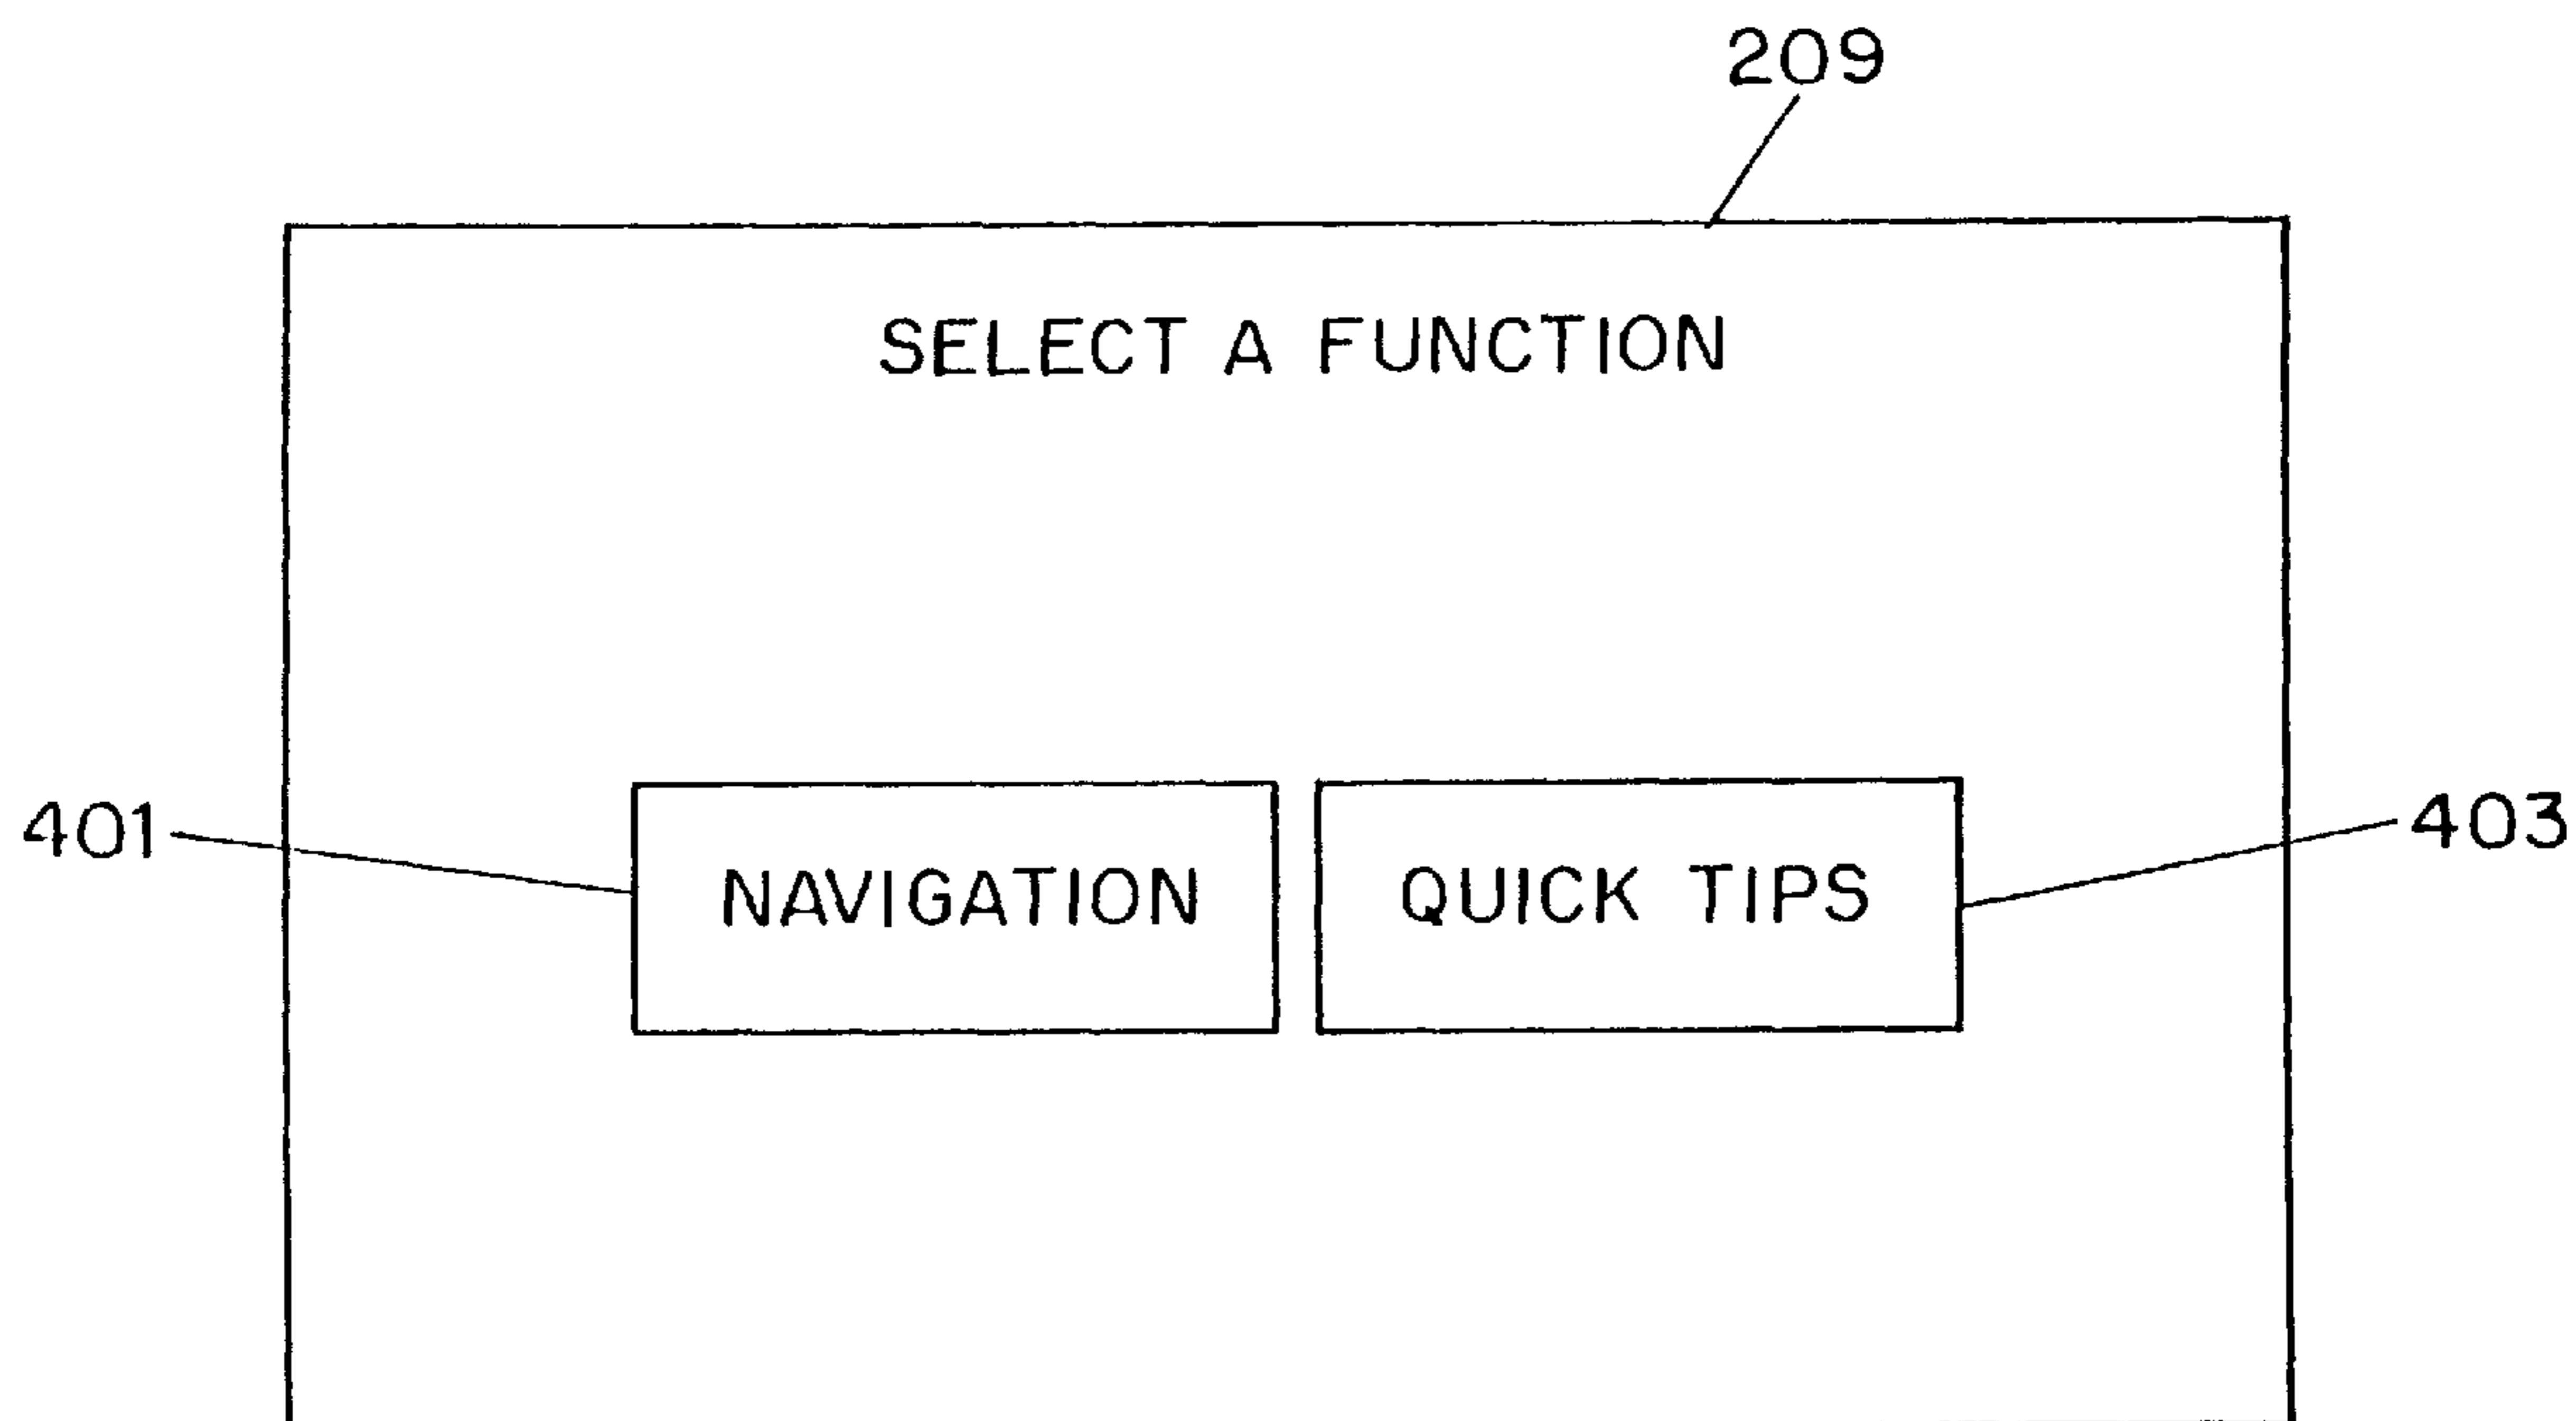 209
SELECT A FUNCTION
401
NAVIGATION
QUICK TIPS
403